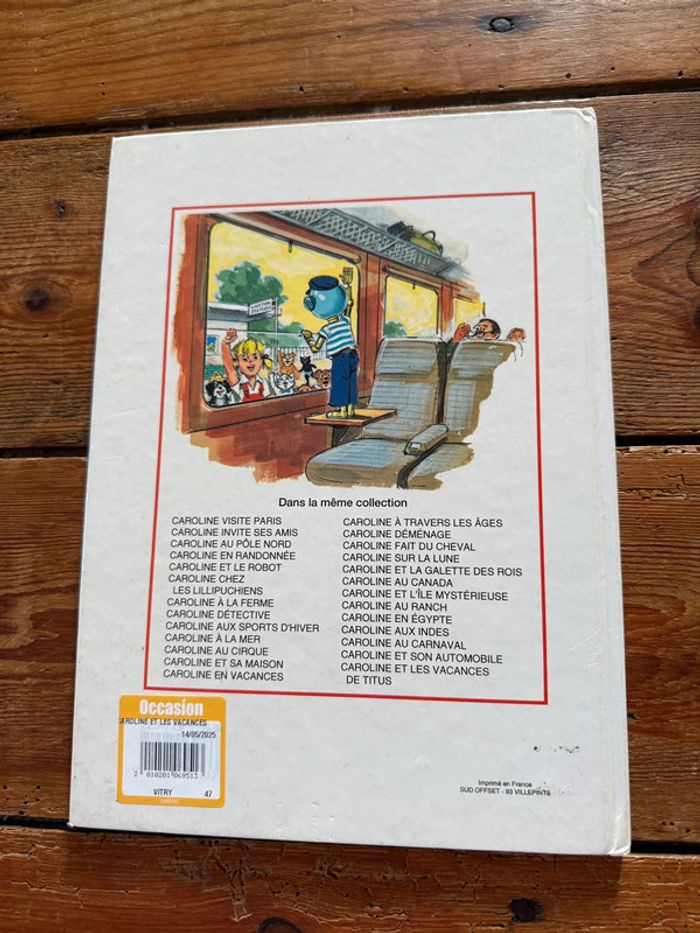 Dans la même collection
CAROLINE VISITE PARIS
CAROLINE INVITE SES AMIS
CAROLINE AU PÔLE NORD
CAROLINE EN RANDONNÉE
CAROLINE ET LE ROBOT
CAROLINE CHEZ
LES LILLIPUCHIENS
CAROLINE À LA FERME
CAROLINE DÉTECTIVE
CAROLINE AUX SPORTS D'HIVER
CAROLINE À LA MER
CAROLINE AU CIRQUE
CAROLINE ET SA MAISON
CAROLINE EN VACANCES
CAROLINE À TRAVERS LES ÂGES
CAROLINE DÉMÉNAGE
CAROLINE FAIT DU CHEVAL
CAROLINE SUR LA LUNE
CAROLINE ET LA GALETTE DES ROIS
CAROLINE AU CANADA
CAROLINE ET L'ÎLE MYSTÉRIEUSE
CAROLINE AU RANCH
CAROLINE EN ÉGYPTE
CAROLINE AUX INDES
CAROLINE AU CARNAVAL
CAROLINE ET SON AUTOMOBILE
CAROLINE ET LES VACANCES
DE TITUS
Occasion
CAROLINE ET LES VACANCES
14/05/2025
010201 069513
VITRY 47
Imprimé en France
SUD OFFSET - 93 VILLEPINTE